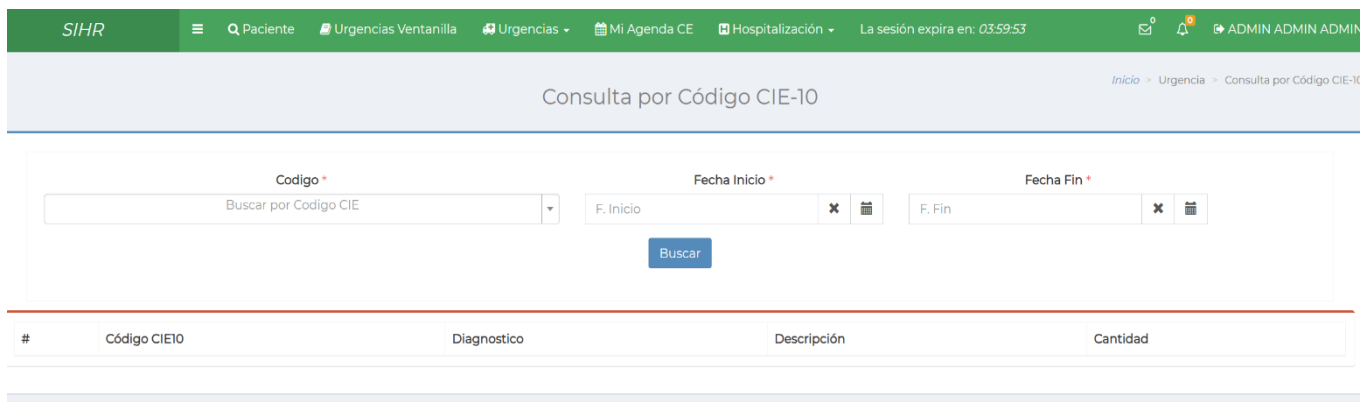 SIHR Paciente Urgencias Ventanilla Urgencias Mi Agenda CE Hospitalización La sesión expira en: 03:59:53 0 0 ADMIN ADMIN ADMIN
Inicio > Urgencia > Consulta por Código CIE-10
Consulta por Código CIE-10
Codigo * Fecha Inicio * Fecha Fin *
Buscar por Codigo CIE F. Inicio F. Fin
Buscar
# Código CIE10 Diagnostico Descripción Cantidad